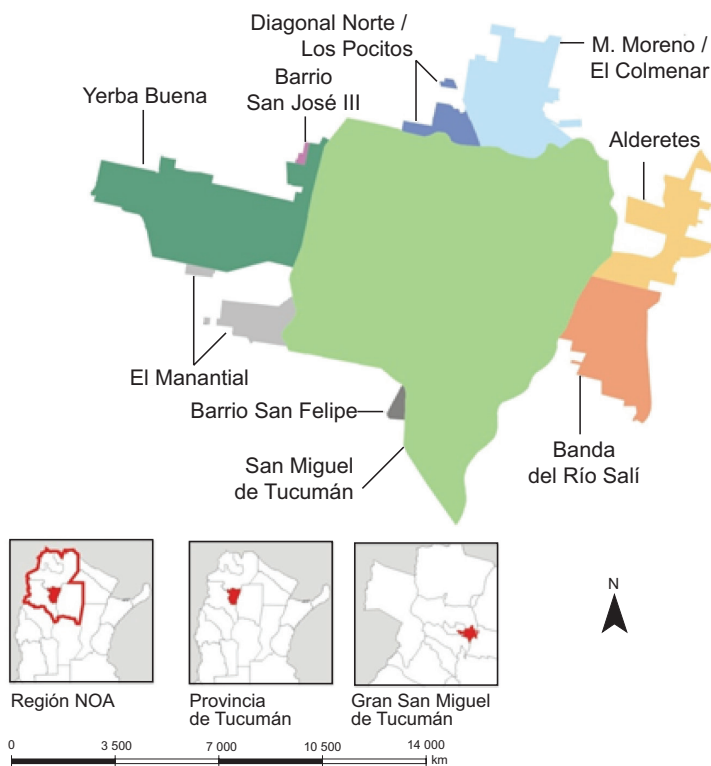 Diagonal Norte /
Los Pocitos
M. Moreno /
El Colmenar
Barrio
San José III
Yerba Buena
Alderetes
El Manantial
Barrio San Felipe
San Miguel
de Tucumán
Banda
del Río Salí
N
Región NOA
Provincia
de Tucumán
Gran San Miguel
de Tucumán
0 3 500 7 000 10 500 14 000
km